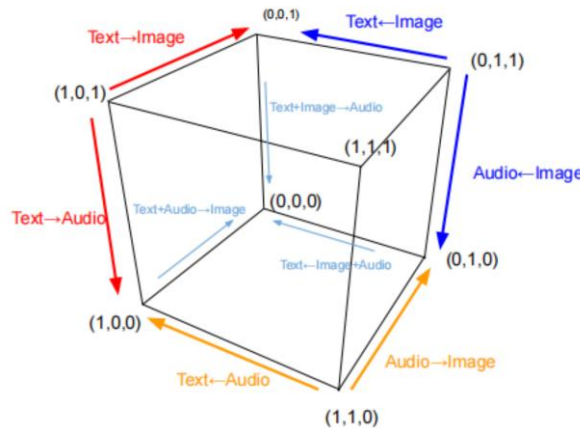 (0,0,1)
Text→Image
Text←Image
(0,1,1)
(1,0,1)
Text+Image→Audio
(1,1,1)
Audio←Image
Text→Audio
Text+Audio→Image
(0,0,0)
Text←Image+Audio
(0,1,0)
(1,0,0)
Text←Audio
Audio→Image
(1,1,0)